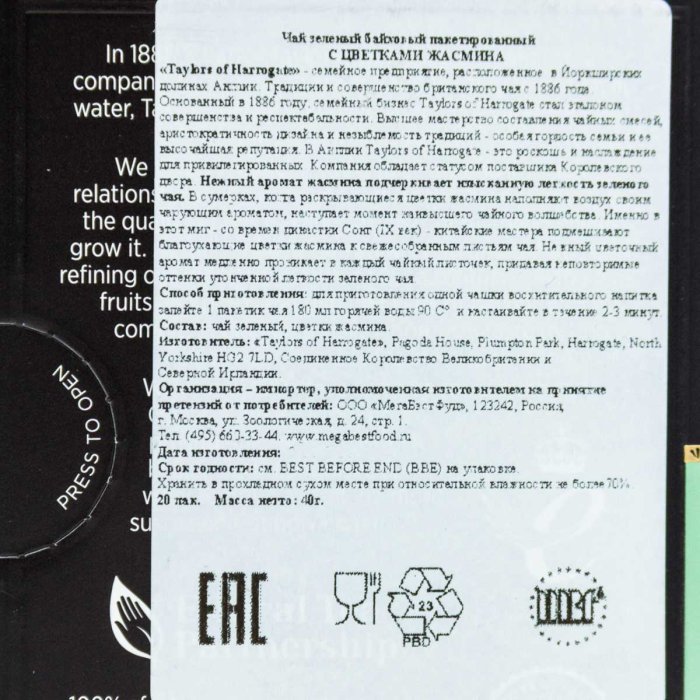 In 188
compan
water, Ta
We
relations
the qua
grow it.
refining o
fruits
com
PRESS TO OPEN
su
Чай зеленый байховый пакетированный
С ЦВЕТКАМИ ЖАСМИНА
«Taylors of Harrogate» - семейное предприятие, расположенное в Йоркширских
долинах Англии. Традиции и совершенство британского чая с 1886 года.
Основанный в 1886 году, семейный бизнес Taylors of Harrogate стал эталоном
совершенства и респектабельности. Высшее мастерство составления чайных смесей,
аристократичность дизайна и незыблемость традиций - особая гордость семьи и ее
высочайшая репутация. В Англии Taylors of Harrogate - это роскошь и наслаждение
для привилегированных. Компания обладает статусом поставщика Королевского
двора. Нежный аромат жасмина подчеркивает изысканную легкость зеленого
чая. В сумерках, когда раскрывающиеся цветки жасмина наполняют воздух своим
чарующим ароматом, наступает момент наивысшего чайного волшебства. Именно в
этот миг - со времен династии Сонг (IX век) - китайские мастера подмешивают
благоухающие цветки жасмина к свежесобранным листьям чая. Нежный цветочный
аромат медленно проникает в каждый чайный листочек, придавая неповторимые
оттенки утонченной легкости зеленого чая.
Способ приготовления: для приготовления одной чашки восхитительного напитка
залейте 1 пакетик чая 180 мл горячей воды 90 С° и настаивайте в течение 2-3 минут.
Состав: чай зеленый, цветки жасмина.
Изготовитель: «Taylors of Harrogate», Pagoda House, Plumpton Park, Harrogate, North
Yorkshire HG2 7LD, Соединенное Королевство Великобритании и
Северной Ирландии.
Организация – импортер, уполномоченная изготовителем на принятие
претензий от потребителей: ООО «МегаБэстФуд», 123242, Россия,
г. Москва, ул. Зоологическая, д. 24, стр. 1.
Тел. (495) 663-33-44. www.megabestfood.ru
Дата изготовления:
Срок годности: см. BEST BEFORE END (BBE) на упаковке.
Хранить в прохладном сухом месте при относительной влажности не более 70%.
20 пак. Масса нетто: 40г.
EAC
23
PBD